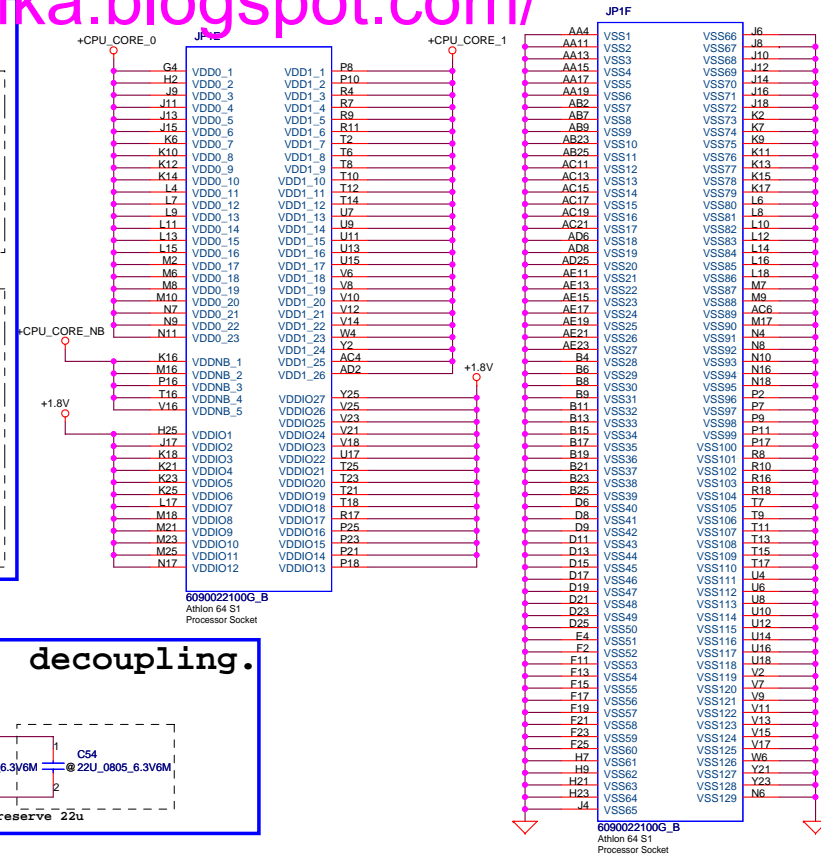 ka.blogspot.com/
+CPU_CORE_0
JP1E
+CPU_CORE_1
G4 VDD0_1 VDD1_1 P8
H2 VDD0_2 VDD1_2 P10
J9 VDD0_3 VDD1_3 R4
J11 VDD0_4 VDD1_4 R7
J13 VDD0_5 VDD1_5 R9
J15 VDD0_6 VDD1_6 R11
K6 VDD0_7 VDD1_7 T2
K10 VDD0_8 VDD1_8 T6
K12 VDD0_9 VDD1_9 T8
K14 VDD0_10 VDD1_10 T10
L4 VDD0_11 VDD1_11 T12
L7 VDD0_12 VDD1_12 T14
L9 VDD0_13 VDD1_13 U7
L11 VDD0_14 VDD1_14 U9
L13 VDD0_15 VDD1_15 U11
L15 VDD0_16 VDD1_16 U13
M2 VDD0_17 VDD1_17 U15
M6 VDD0_18 VDD1_18 V6
M8 VDD0_19 VDD1_19 V8
M10 VDD0_20 VDD1_20 V10
N7 VDD0_21 VDD1_21 V12
N9 VDD0_22 VDD1_22 V14
N11 VDD0_23 VDD1_23 W4
VDD1_24 Y2
VDD1_25 AC4
VDD1_26 AD2
+CPU_CORE_NB
K16 VDDNB_1
M16 VDDNB_2
P16 VDDNB_3
T16 VDDNB_4
V16 VDDNB_5
+1.8V
H25 VDDIO1
J17 VDDIO2
K18 VDDIO3
K21 VDDIO4
K23 VDDIO5
K25 VDDIO6
L17 VDDIO7
M18 VDDIO8
M21 VDDIO9
M23 VDDIO10
M25 VDDIO11
N17 VDDIO12
+1.8V
VDDIO27 Y25
VDDIO26 V25
VDDIO25 V23
VDDIO24 V21
VDDIO23 V18
VDDIO22 U17
VDDIO21 T25
VDDIO20 T23
VDDIO19 T21
VDDIO18 T18
VDDIO17 R17
VDDIO16 P25
VDDIO15 P23
VDDIO14 P21
VDDIO13 P18
6090022100G_B
Athlon 64 S1
Processor Socket
decoupling.
1
C54
6.3V6M
@ 22U_0805_6.3V6M
2
reserve 22u
JP1F
AA4 VSS1 VSS66 J6
AA11 VSS2 VSS67 J8
AA13 VSS3 VSS68 J10
AA15 VSS4 VSS69 J12
AA17 VSS5 VSS70 J14
AA19 VSS6 VSS71 J16
AB2 VSS7 VSS72 J18
AB7 VSS8 VSS73 K2
AB9 VSS9 VSS74 K7
AB23 VSS10 VSS75 K9
AB25 VSS11 VSS76 K11
AC11 VSS12 VSS77 K13
AC13 VSS13 VSS78 K15
AC15 VSS14 VSS79 K17
AC17 VSS15 VSS80 L6
AC19 VSS16 VSS81 L8
AC21 VSS17 VSS82 L10
AD6 VSS18 VSS83 L12
AD8 VSS19 VSS84 L14
AD25 VSS20 VSS85 L16
AE11 VSS21 VSS86 L18
AE13 VSS22 VSS87 M7
AE15 VSS23 VSS88 M9
AE17 VSS24 VSS89 AC6
AE19 VSS25 VSS90 M17
AE21 VSS26 VSS91 N4
AE23 VSS27 VSS92 N8
B4 VSS28 VSS93 N10
B6 VSS29 VSS94 N16
B8 VSS30 VSS95 N18
B9 VSS31 VSS96 P2
B11 VSS32 VSS97 P7
B13 VSS33 VSS98 P9
B15 VSS34 VSS99 P11
B17 VSS35 VSS100 P17
B19 VSS36 VSS101 R8
B21 VSS37 VSS102 R10
B23 VSS38 VSS103 R16
B25 VSS39 VSS104 R18
D6 VSS40 VSS105 T7
D8 VSS41 VSS106 T9
D9 VSS42 VSS107 T11
D11 VSS43 VSS108 T13
D13 VSS44 VSS109 T15
D15 VSS45 VSS110 T17
D17 VSS46 VSS111 U4
D19 VSS47 VSS112 U6
D21 VSS48 VSS113 U8
D23 VSS49 VSS114 U10
D25 VSS50 VSS115 U12
E4 VSS51 VSS116 U14
F2 VSS52 VSS117 U16
F11 VSS53 VSS118 U18
F13 VSS54 VSS119 V2
F15 VSS55 VSS120 V7
F17 VSS56 VSS121 V9
F19 VSS57 VSS122 V11
F21 VSS58 VSS123 V13
F23 VSS59 VSS124 V15
F25 VSS60 VSS125 V17
H7 VSS61 VSS126 W6
H9 VSS62 VSS127 Y21
H21 VSS63 VSS128 Y23
H23 VSS64 VSS129 N6
J4 VSS65
6090022100G_B
Athlon 64 S1
Processor Socket